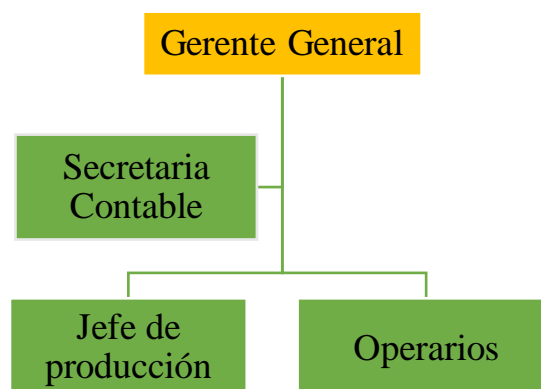 Gerente General
Secretaria
Contable
Jefe de
producción
Operarios